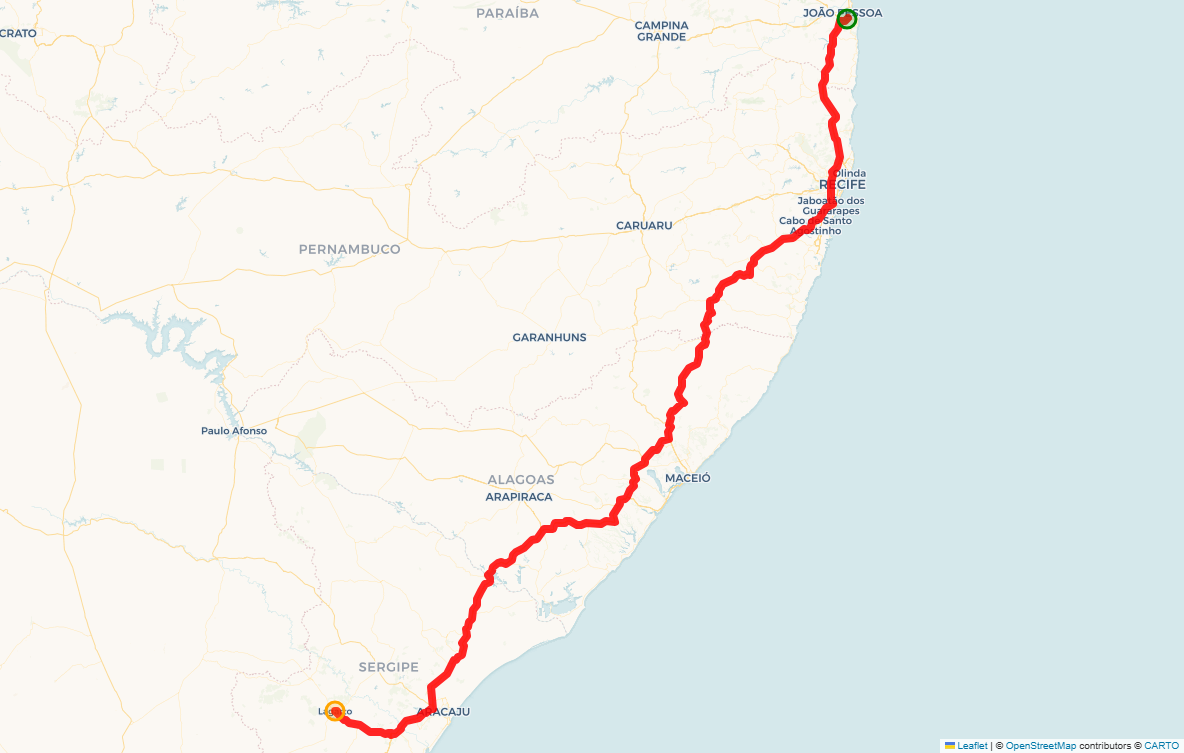 PARAÍBA
JOÃO PESSOA
CAMPINA
GRANDE
CRATO
Olinda
RECIFE
Jaboatão dos
Guararapes
Cabo de Santo
Agostinho
CARUARU
PERNAMBUCO
GARANHUNS
Paulo Afonso
ALAGOAS
ARAPIRACA
MACEIÓ
SERGIPE
Lagarto
ARACAJU
Leaflet | © OpenStreetMap contributors © CARTO